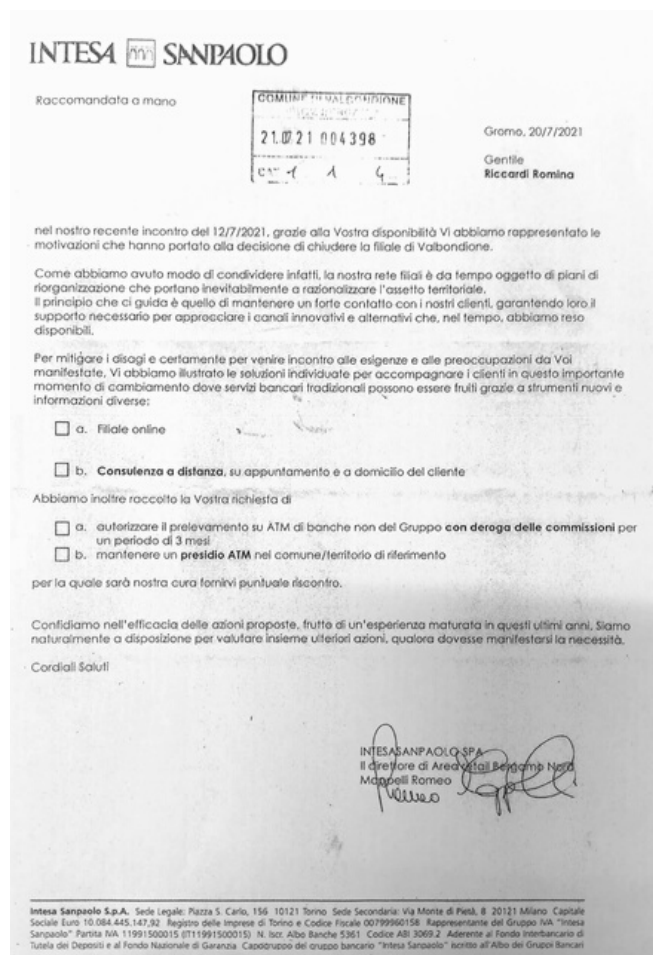 INTESA SANPAOLO
Raccomandata a mano
COMUNE DI VALBONDIONE
21.07.21 004398
CAT 1 1 4
Gromo, 20/7/2021
Gentile
Riccardi Romina
nel nostro recente incontro del 12/7/2021, grazie alla Vostra disponibilità Vi abbiamo rappresentato le
motivazioni che hanno portato alla decisione di chiudere la filiale di Valbondione.
Come abbiamo avuto modo di condividere infatti, la nostra rete filiali è da tempo oggetto di piani di
riorganizzazione che portano inevitabilmente a razionalizzare l'assetto territoriale.
Il principio che ci guida è quello di mantenere un forte contatto con i nostri clienti, garantendo loro il
supporto necessario per approcciare i canali innovativi e alternativi che, nel tempo, abbiamo reso
disponibili.
Per mitigare i disagi e certamente per venire incontro alle esigenze e alle preoccupazioni da Voi
manifestate, Vi abbiamo illustrato le soluzioni individuate per accompagnare i clienti in questo importante
momento di cambiamento dove servizi bancari tradizionali possono essere fruiti grazie a strumenti nuovi e
informazioni diverse:
a. Filiale online
b. Consulenza a distanza, su appuntamento e a domicilio del cliente
Abbiamo inoltre raccolto la Vostra richiesta di
a. autorizzare il prelevamento su ATM di banche non del Gruppo con deroga delle commissioni per
un periodo di 3 mesi
b. mantenere un presidio ATM nel comune/territorio di riferimento
per la quale sarà nostra cura fornirvi puntuale riscontro.
Confidiamo nell'efficacia delle azioni proposte, frutto di un'esperienza maturata in questi ultimi anni. Siamo
naturalmente a disposizione per valutare insieme ulteriori azioni, qualora dovesse manifestarsi la necessità.
Cordiali Saluti
INTESASANPAOLO SPA
Il direttore di Area retail Bergamo Nord
Mappelli Romeo
Intesa Sanpaolo S.p.A. Sede Legale: Piazza S. Carlo, 156 10121 Torino Sede Secondaria: Via Monte di Pietà, 8 20121 Milano Capitale
Sociale Euro 10.084.445.147,92 Registro delle Imprese di Torino e Codice Fiscale 00799960158 Rappresentante del Gruppo IVA "Intesa
Sanpaolo" Partita IVA 11991500015 (IT11991500015) N. Iscr. Albo Banche 5361 Codice ABI 3069.2 Aderente al Fondo Interbancario di
Tutela dei Depositi e al Fondo Nazionale di Garanzia Capogruppo del gruppo bancario "Intesa Sanpaolo" iscritto all'Albo dei Gruppi Bancari